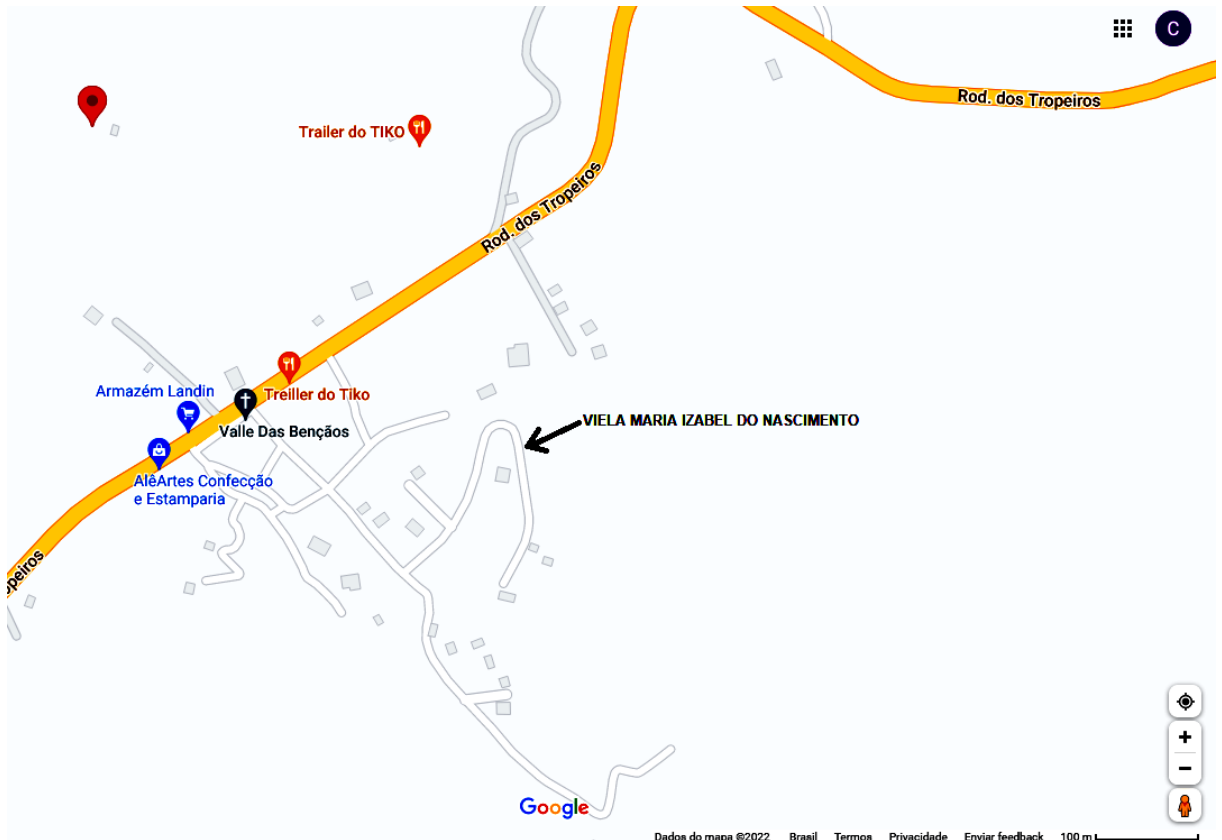 C
Rod. dos Tropeiros
Trailer do TIKO
Rod. dos Tropeiros
Armazém Landin
Treiller do Tiko
Valle Das Bençãos
VIELA MARIA IZABEL DO NASCIMENTO
AlêArtes Confecção
e Estamparia
opeiros
Google
Dados do mapa ©2022 Brasil Termos Privacidade Enviar feedback 100 m